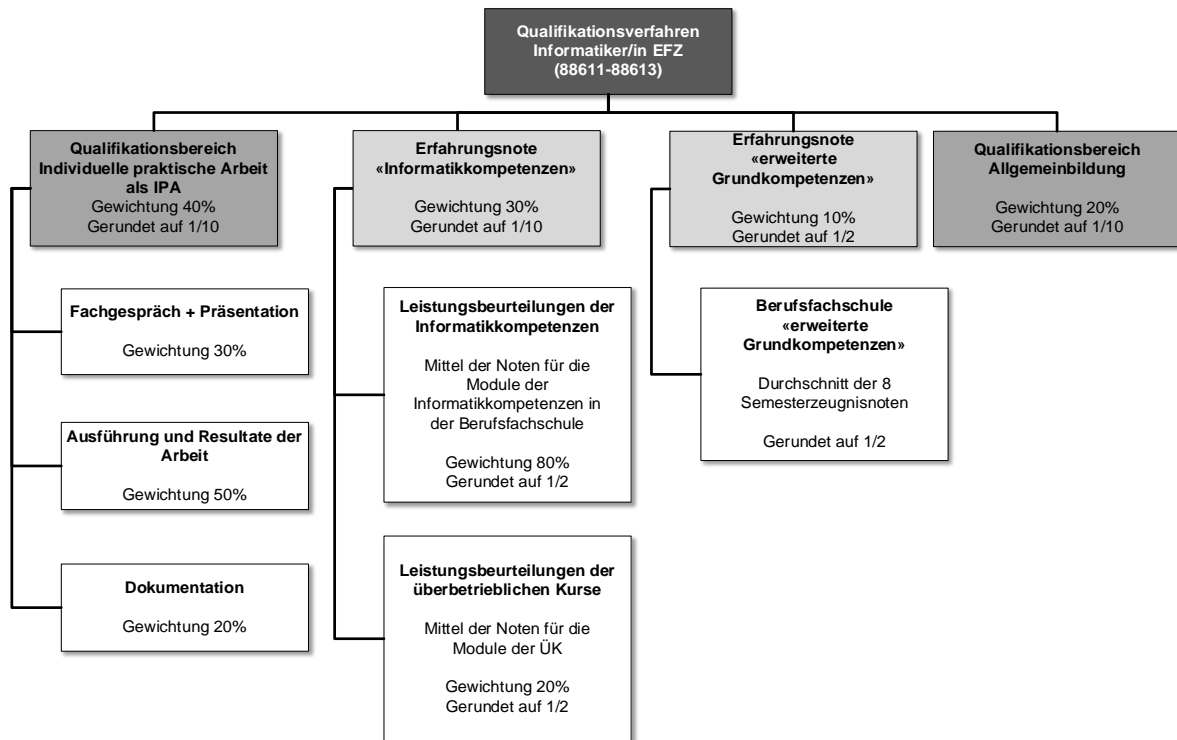 Qualifikationsverfahren
Informatiker/in EFZ
(88611-88613)
Qualifikationsbereich
Individuelle praktische Arbeit
als IPA
Gewichtung 40%
Gerundet auf 1/10
Fachgespräch + Präsentation
Gewichtung 30%
Ausführung und Resultate der
Arbeit
Gewichtung 50%
Dokumentation
Gewichtung 20%
Erfahrungsnote
«Informatikkompetenzen»
Gewichtung 30%
Gerundet auf 1/10
Leistungsbeurteilungen der
Informatikkompetenzen
Mittel der Noten für die
Module der
Informatikkompetenzen in
der Berufsfachschule
Gewichtung 80%
Gerundet auf 1/2
Leistungsbeurteilungen der
überbetrieblichen Kurse
Mittel der Noten für die
Module der ÜK
Gewichtung 20%
Gerundet auf 1/2
Erfahrungsnote
«erweiterte
Grundkompetenzen»
Gewichtung 10%
Gerundet auf 1/2
Berufsfachschule
«erweiterte
Grundkompetenzen»
Durchschnitt der 8
Semesterzeugnisnoten
Gerundet auf 1/2
Qualifikationsbereich
Allgemeinbildung
Gewichtung 20%
Gerundet auf 1/10